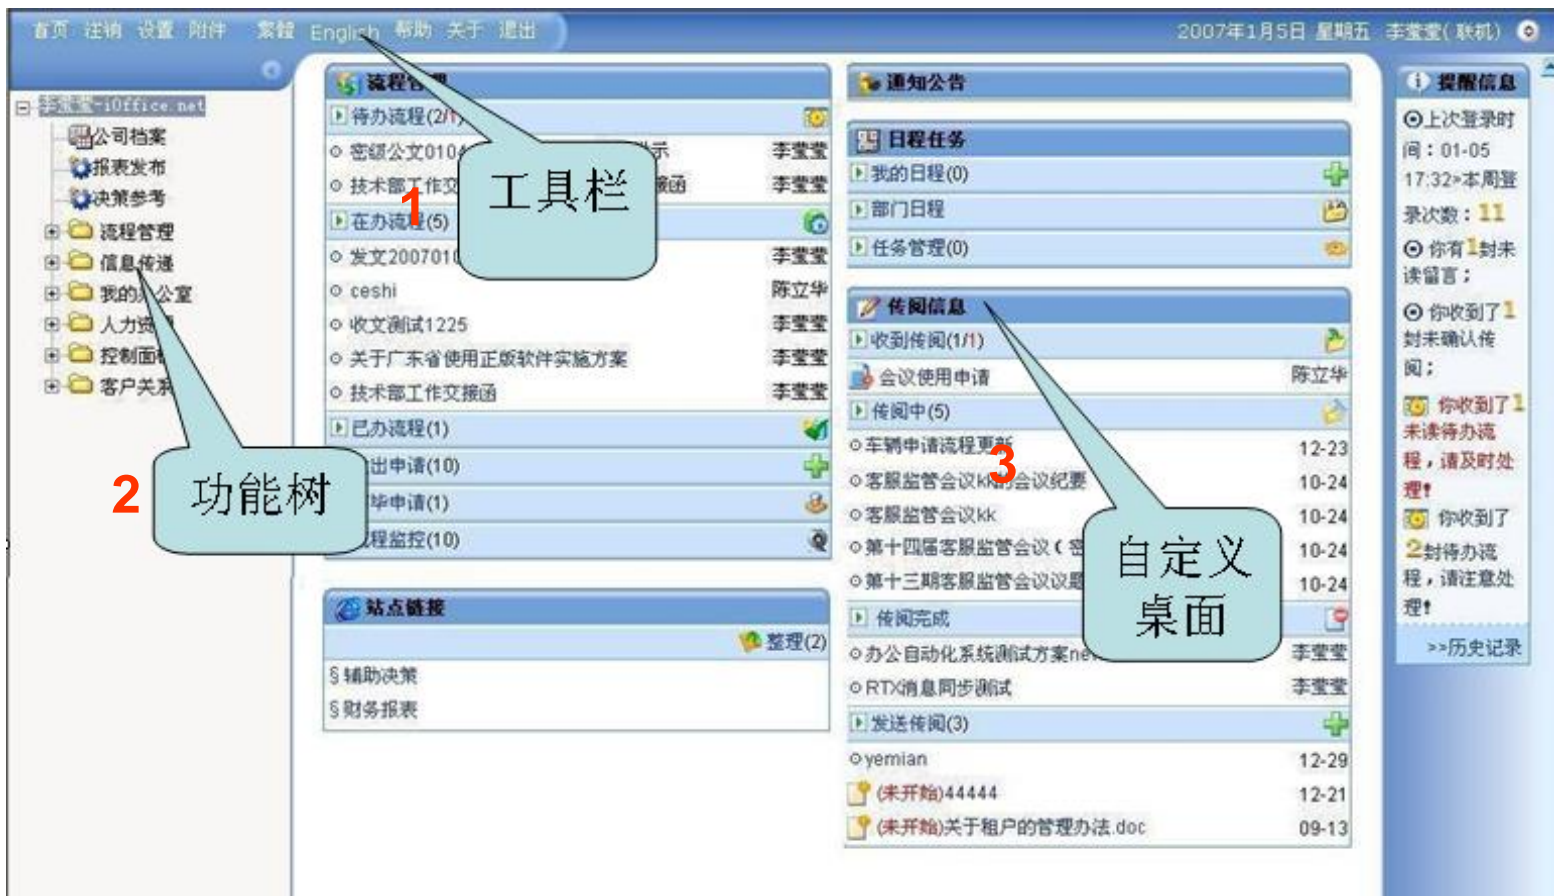 首页 注销 设置 附件 繁體 English 帮助 关于 退出
2007年1月5日 星期五 李莹莹(联机)
李莹莹-iOffice.net
公司档案
报表发布
决策参考
流程管理
信息传递
我的办公室
人力资
控制面
客户关系
2
功能树
流程管理
待办流程(2/1)
密级公文0104 示 李莹莹
技术部工作交 接函 李莹莹
1
工具栏
在办流程(5)
发文2007010 李莹莹
ceshi 陈立华
收文测试1225 李莹莹
关于广东省使用正版软件实施方案 李莹莹
技术部工作交接函 李莹莹
已办流程(1)
出申请(10)
毕申请(1)
程监控(10)
站点链接
整理(2)
§辅助决策
§财务报表
通知公告
日程任务
我的日程(0)
部门日程
任务管理(0)
传阅信息
收到传阅(1/1)
会议使用申请 陈立华
传阅中(5)
车辆申请流程更新 12-23
3
客服监管会议kk的会议纪要 10-24
客服监管会议kk 10-24
第十四届客服监管会议(密 10-24
第十三期客服监管会议议题 10-24
自定义
桌面
传阅完成
办公自动化系统测试方案new 李莹莹
RTX消息同步测试 李莹莹
发送传阅(3)
yemian 12-29
(未开始)44444 12-21
(未开始)关于租户的管理办法.doc 09-13
提醒信息
上次登录时
间：01-05
17:32>本周登
录次数：11
你有1封未
读留言；
你收到了1
封未确认传
阅；
你收到了1
未读待办流
程，请及时处
理!
你收到了
2封待办流
程，请注意处
理!
>>历史记录